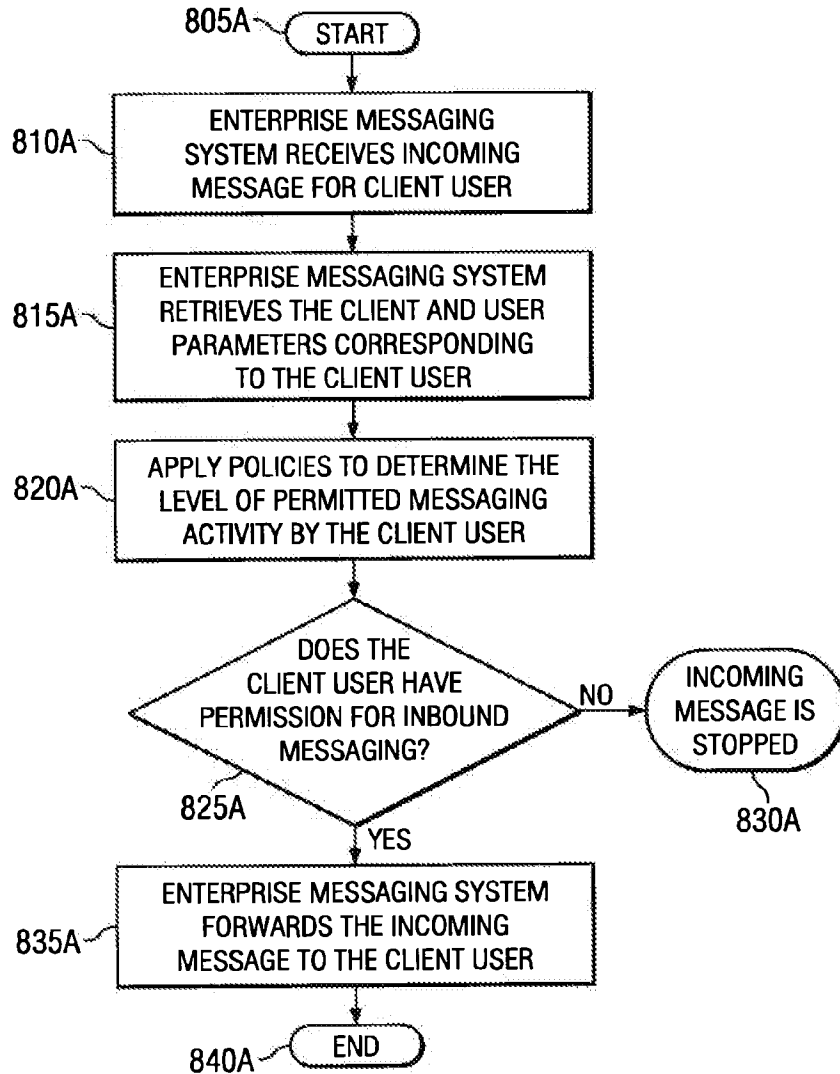 805A
START
810A
ENTERPRISE MESSAGING
SYSTEM RECEIVES INCOMING
MESSAGE FOR CLIENT USER
815A
ENTERPRISE MESSAGING SYSTEM
RETRIEVES THE CLIENT AND USER
PARAMETERS CORRESPONDING
TO THE CLIENT USER
820A
APPLY POLICIES TO DETERMINE THE
LEVEL OF PERMITTED MESSAGING
ACTIVITY BY THE CLIENT USER
DOES THE
CLIENT USER HAVE
PERMISSION FOR INBOUND
MESSAGING?
825A
NO
INCOMING
MESSAGE IS
STOPPED
830A
YES
835A
ENTERPRISE MESSAGING SYSTEM
FORWARDS THE INCOMING
MESSAGE TO THE CLIENT USER
840A
END